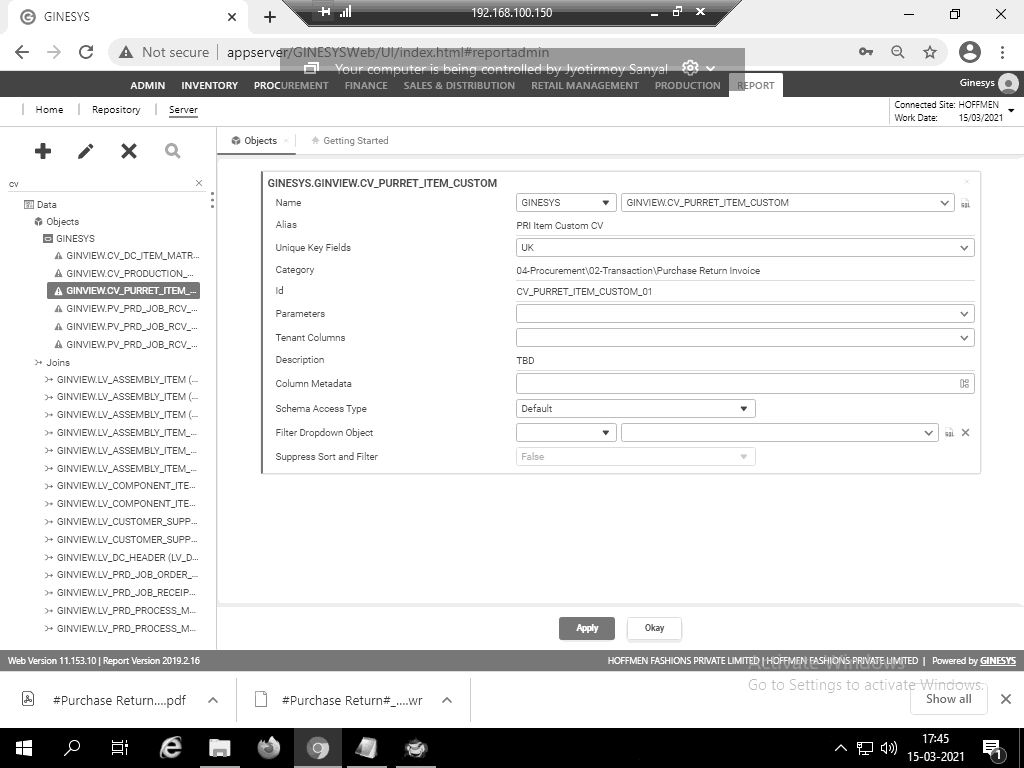 GINESYS
192.168.100.150
Not secure | appserver/GINESYSWeb/UI/index.html#reportadmin
Your computer is being controlled by Jyotirmoy Sanyal
ADMIN INVENTORY PROCUREMENT FINANCE SALES & DISTRIBUTION RETAIL MANAGEMENT PRODUCTION REPORT Ginesys
Home Repository Server
Connected Site: HOFFMEN
Work Date: 15/03/2021
Objects Getting Started
cv
Data
Objects
GINESYS
GINVIEW.CV_DC_ITEM_MATR...
GINVIEW.CV_PRODUCTION_...
GINVIEW.CV_PURRET_ITEM_...
GINVIEW.PV_PRD_JOB_RCV_...
GINVIEW.PV_PRD_JOB_RCV_...
GINVIEW.PV_PRD_JOB_RCV_...
Joins
GINVIEW.LV_ASSEMBLY_ITEM (...
GINVIEW.LV_ASSEMBLY_ITEM (...
GINVIEW.LV_ASSEMBLY_ITEM (...
GINVIEW.LV_ASSEMBLY_ITEM_...
GINVIEW.LV_ASSEMBLY_ITEM_...
GINVIEW.LV_ASSEMBLY_ITEM_...
GINVIEW.LV_COMPONENT_ITE...
GINVIEW.LV_COMPONENT_ITE...
GINVIEW.LV_CUSTOMER_SUPP...
GINVIEW.LV_CUSTOMER_SUPP...
GINVIEW.LV_DC_HEADER (LV_D...
GINVIEW.LV_PRD_JOB_ORDER_...
GINVIEW.LV_PRD_JOB_RECEIP...
GINVIEW.LV_PRD_PROCESS_M...
GINVIEW.LV_PRD_PROCESS_M...
GINESYS.GINVIEW.CV_PURRET_ITEM_CUSTOM
Name GINESYS GINVIEW.CV_PURRET_ITEM_CUSTOM SQL
Alias PRI Item Custom CV
Unique Key Fields UK
Category 04-Procurement\02-Transaction\Purchase Return Invoice
Id CV_PURRET_ITEM_CUSTOM_01
Parameters
Tenant Columns
Description TBD
Column Metadata
Schema Access Type Default
Filter Dropdown Object SQL
Suppress Sort and Filter False
Apply Okay
Web Version 11.153.10 | Report Version 2019.2.16 HOFFMEN FASHIONS PRIVATE LIMITED | HOFFMEN FASHIONS PRIVATE LIMITED | Powered by GINESYS
Activate Windows
Go to Settings to activate Windows.
#Purchase Return....pdf #Purchase Return#_....wr Show all
17:45
15-03-2021
1